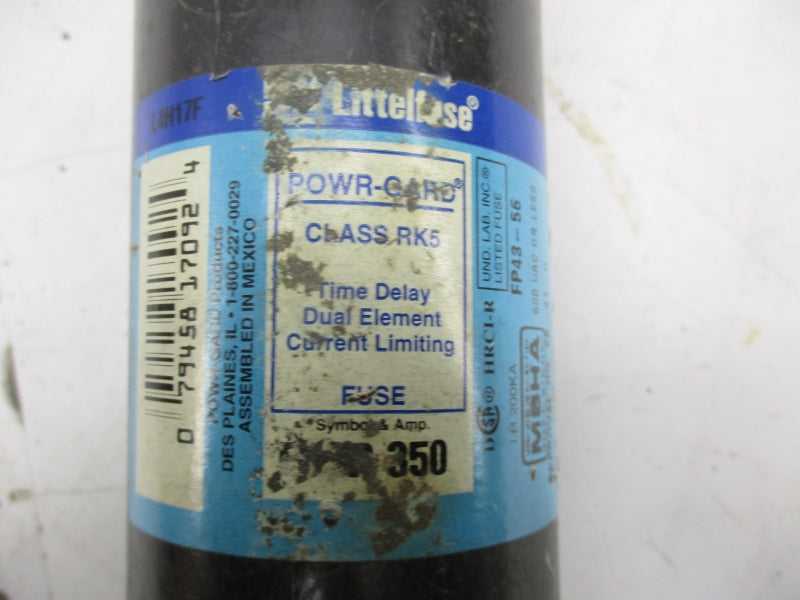 L4H17F
Littelfuse®
POWR-GARD®
CLASS RK5
Time Delay
Dual Element
Current Limiting
FUSE
Symbol & Amp.
350
0 79458 17092 4
POWR-GARD Products
DES PLAINES, IL • 1-800-227-0029
ASSEMBLED IN MEXICO
UND. LAB. INC.®
LISTED FUSE
FP43-56
600 VAC OR LESS
D SA® HRCI-R
I.R. 200KA
MSHA